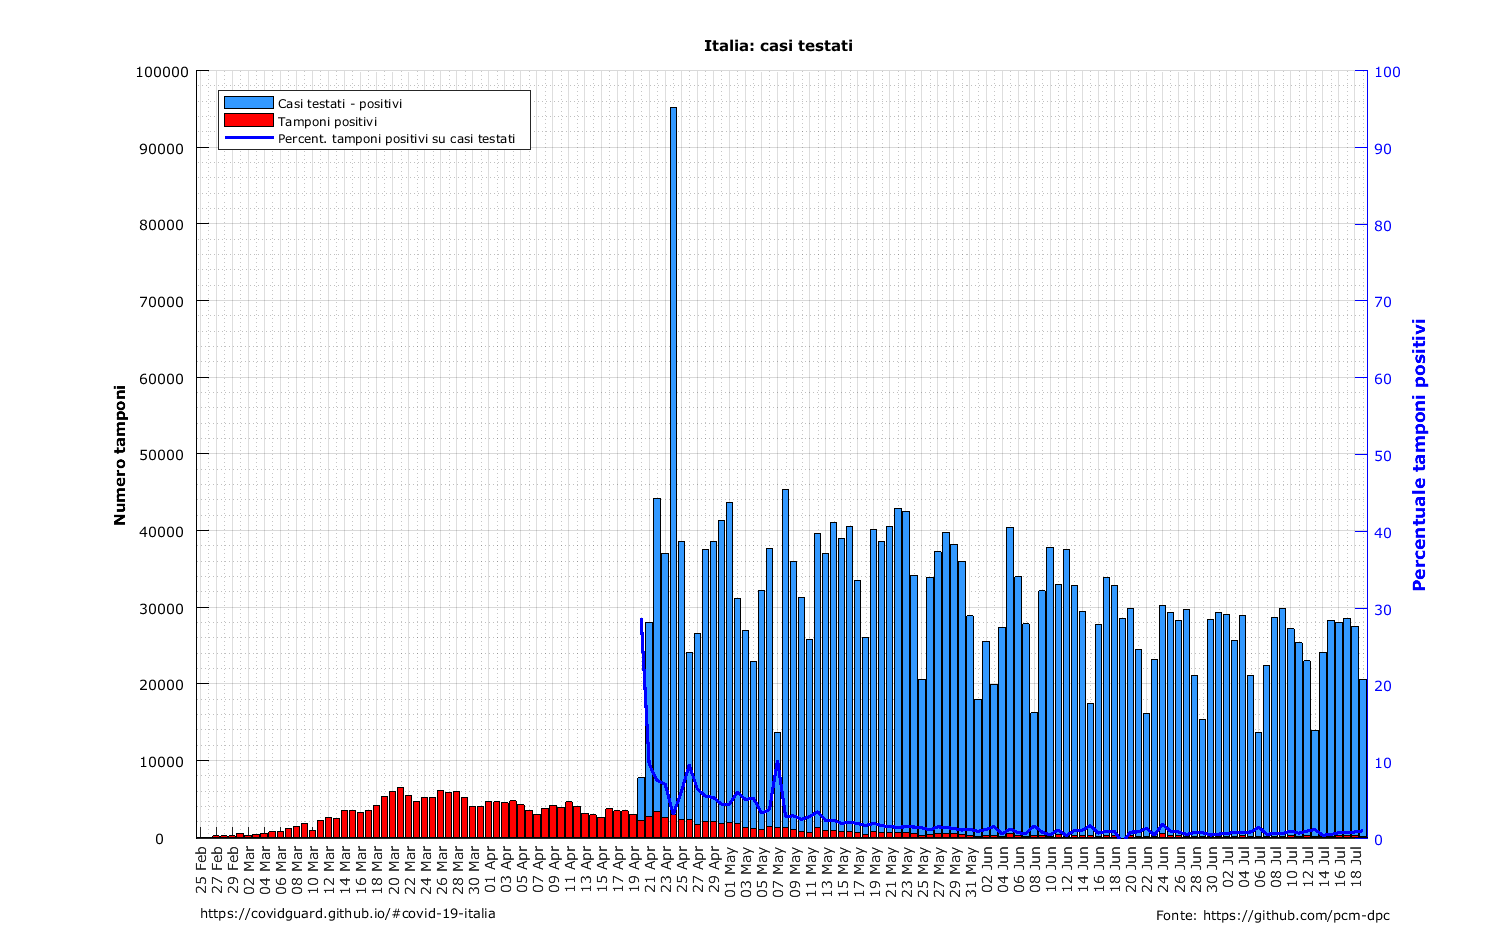 Italia: casi testati
100000
90000
80000
70000
60000
50000
40000
30000
20000
10000
0
Numero tamponi
Casi testati - positivi
Tamponi positivi
Percent. tamponi positivi su casi testati
100
90
80
70
60
50
40
30
20
10
0
Percentuale tamponi positivi
25 Feb
27 Feb
29 Feb
02 Mar
04 Mar
06 Mar
08 Mar
10 Mar
12 Mar
14 Mar
16 Mar
18 Mar
20 Mar
22 Mar
24 Mar
26 Mar
28 Mar
30 Mar
01 Apr
03 Apr
05 Apr
07 Apr
09 Apr
11 Apr
13 Apr
15 Apr
17 Apr
19 Apr
21 Apr
23 Apr
25 Apr
27 Apr
29 Apr
01 May
03 May
05 May
07 May
09 May
11 May
13 May
15 May
17 May
19 May
21 May
23 May
25 May
27 May
29 May
31 May
02 Jun
04 Jun
06 Jun
08 Jun
10 Jun
12 Jun
14 Jun
16 Jun
18 Jun
20 Jun
22 Jun
24 Jun
26 Jun
28 Jun
30 Jun
02 Jul
04 Jul
06 Jul
08 Jul
10 Jul
12 Jul
14 Jul
16 Jul
18 Jul
https://covidguard.github.io/#covid-19-italia
Fonte: https://github.com/pcm-dpc